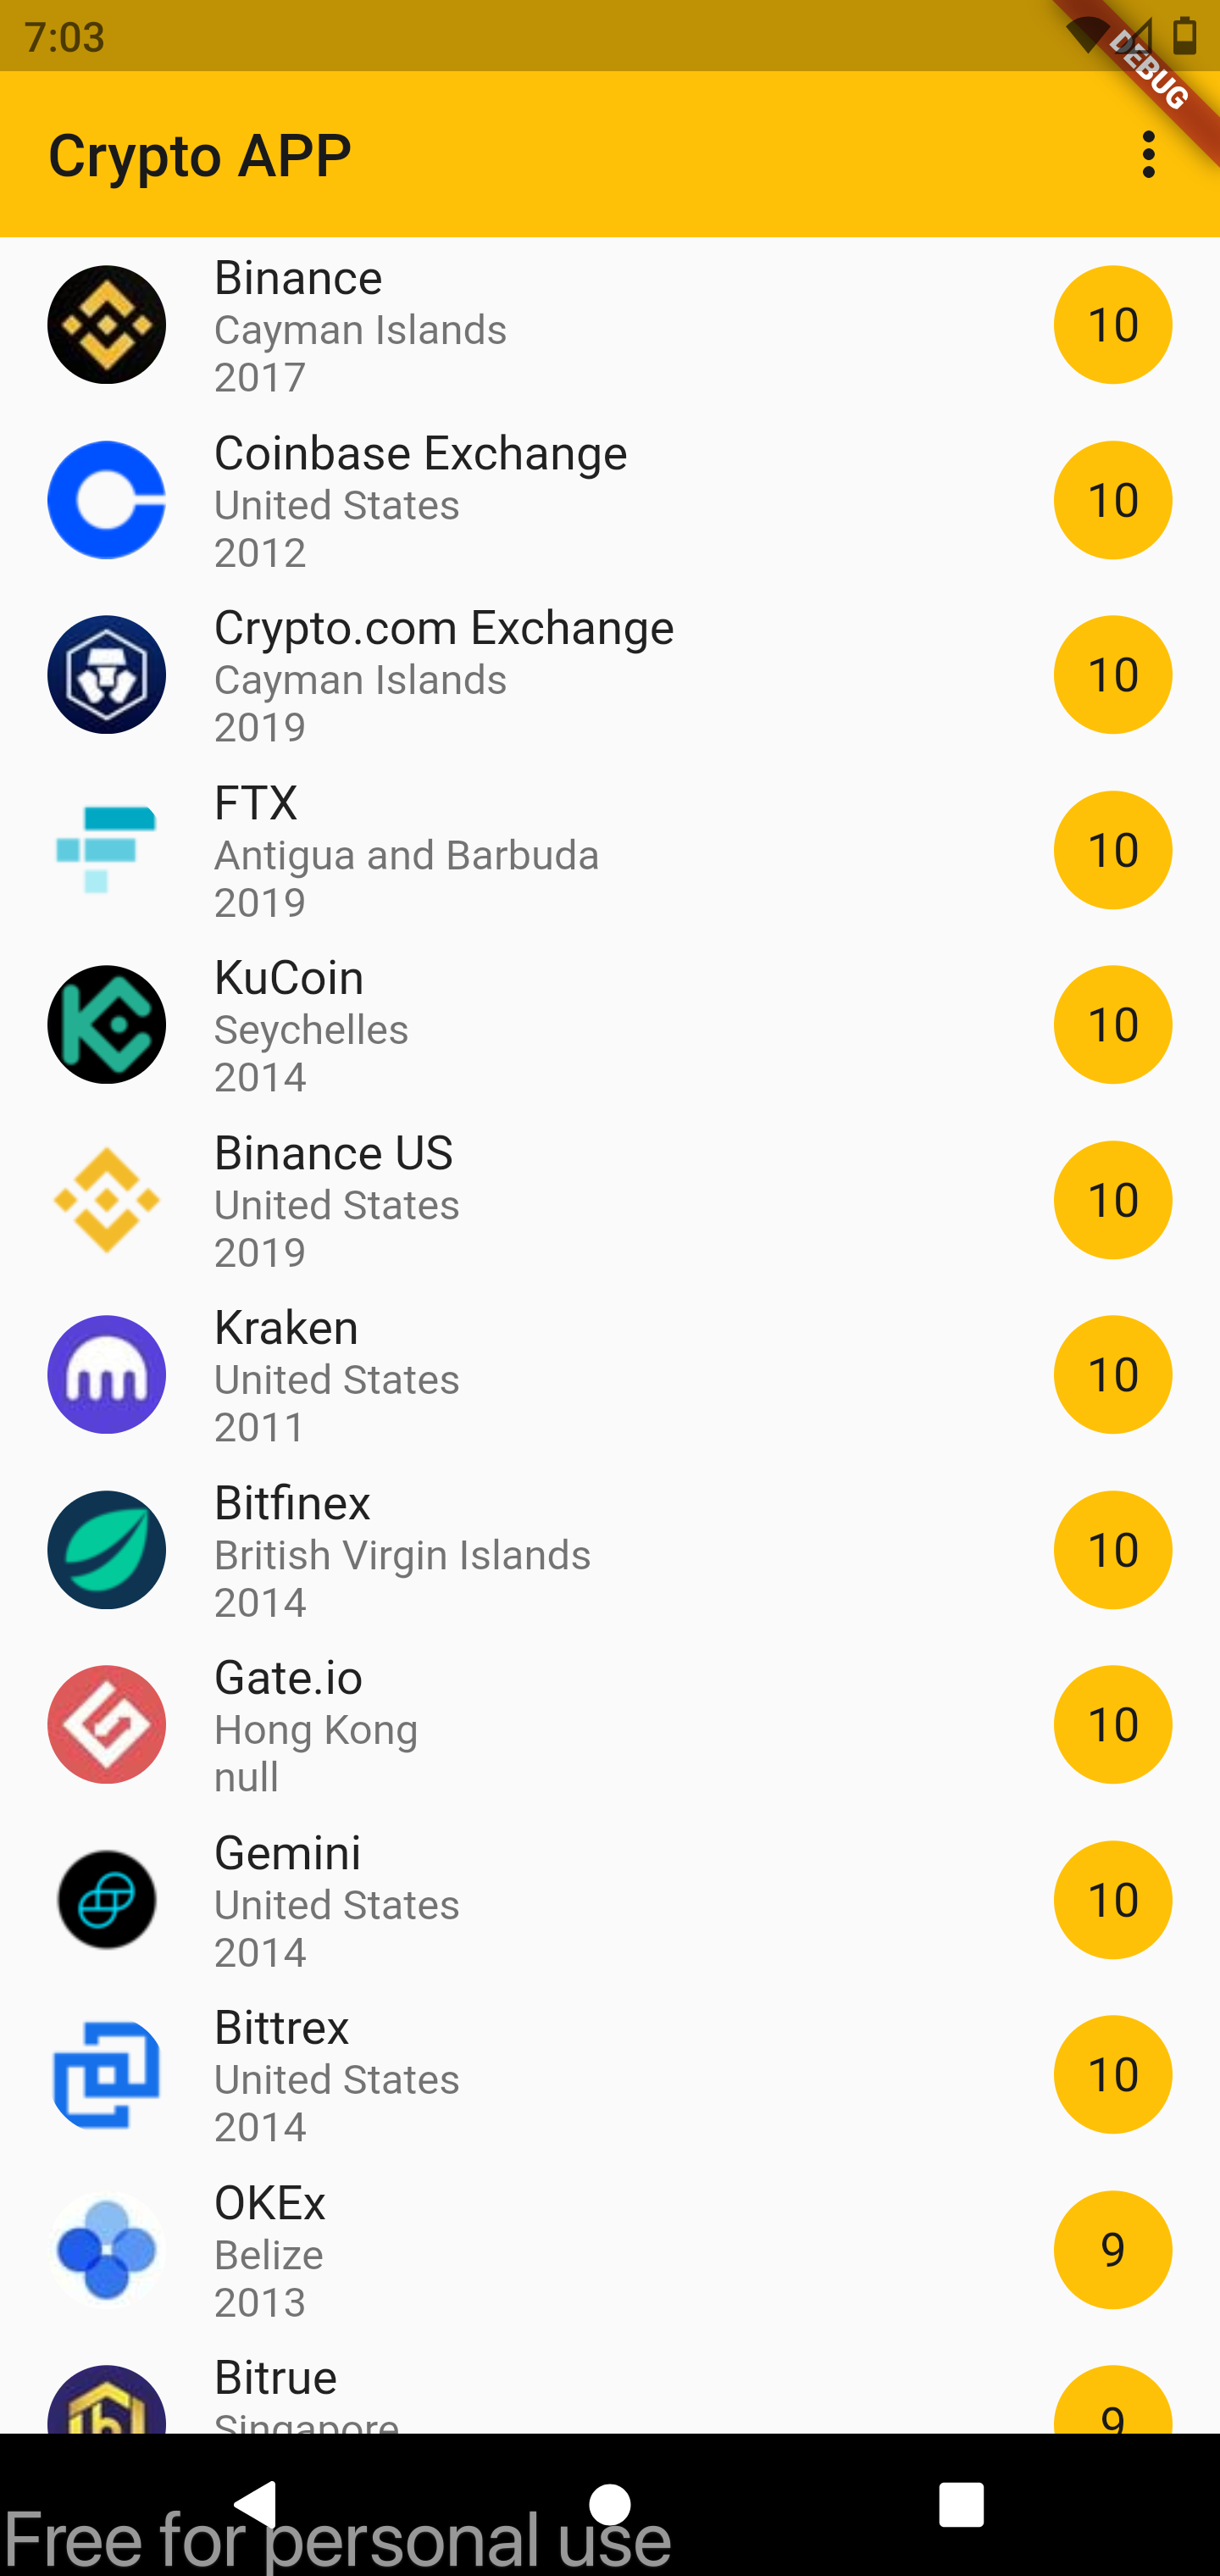 7:03
DEBUG
Crypto APP
Binance
Cayman Islands
2017
10
Coinbase Exchange
United States
2012
10
Crypto.com Exchange
Cayman Islands
2019
10
FTX
Antigua and Barbuda
2019
10
KuCoin
Seychelles
2014
10
Binance US
United States
2019
10
Kraken
United States
2011
10
Bitfinex
British Virgin Islands
2014
10
Gate.io
Hong Kong
null
10
Gemini
United States
2014
10
Bittrex
United States
2014
10
OKEx
Belize
2013
9
Bitrue
Singapore
9
Free for personal use